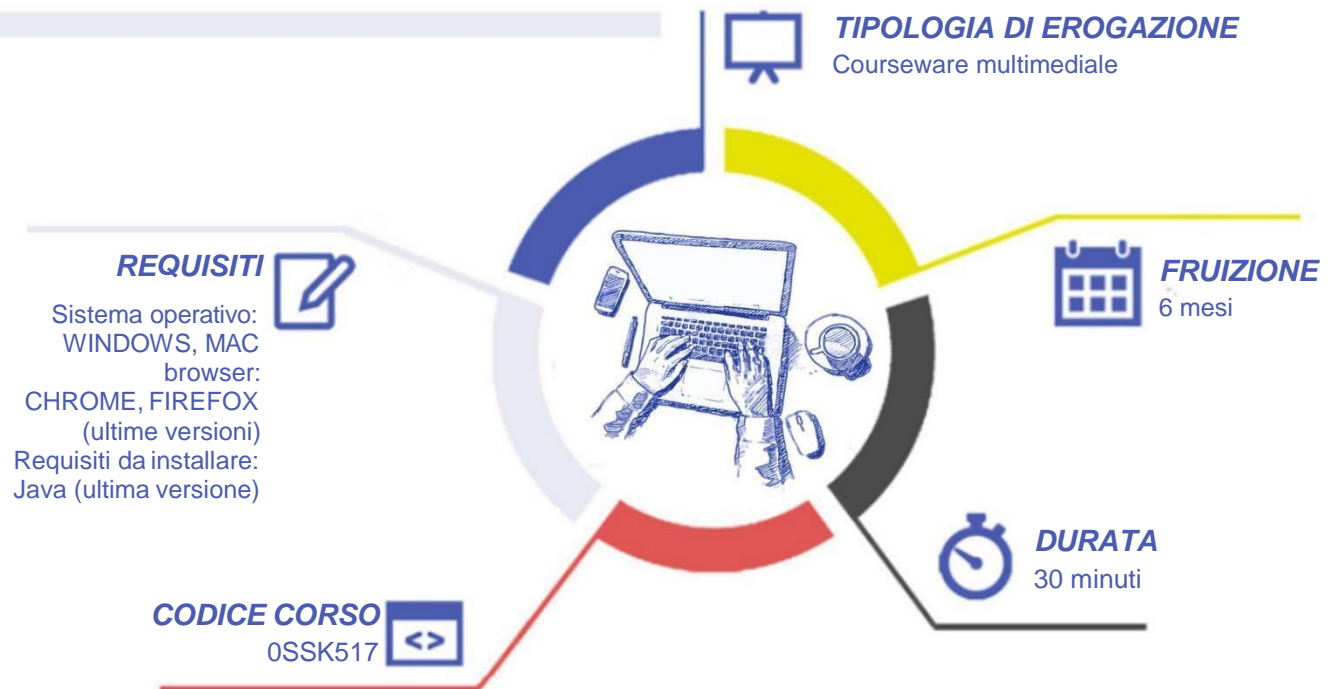 TIPOLOGIA DI EROGAZIONE
Courseware multimediale
REQUISITI
Sistema operativo:
WINDOWS, MAC
browser:
CHROME, FIREFOX
(ultime versioni)
Requisiti da installare:
Java (ultima versione)
FRUIZIONE
6 mesi
DURATA
30 minuti
CODICE CORSO
0SSK517